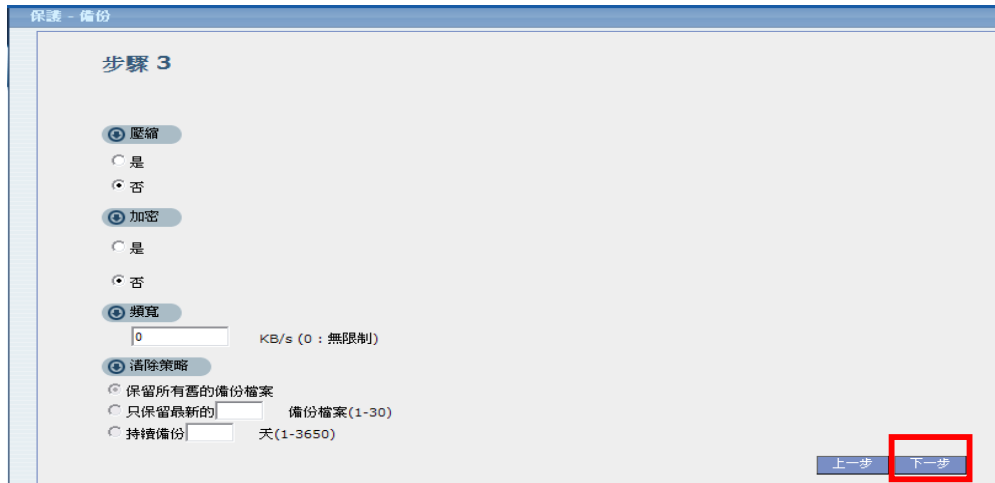 保護 - 備份
步驟 3
壓縮
是
否
加密
是
否
頻寬
0 KB/s (0 : 無限制)
清除策略
保留所有舊的備份檔案
只保留最新的 備份檔案(1-30)
持續備份 天(1-3650)
上一步 下一步